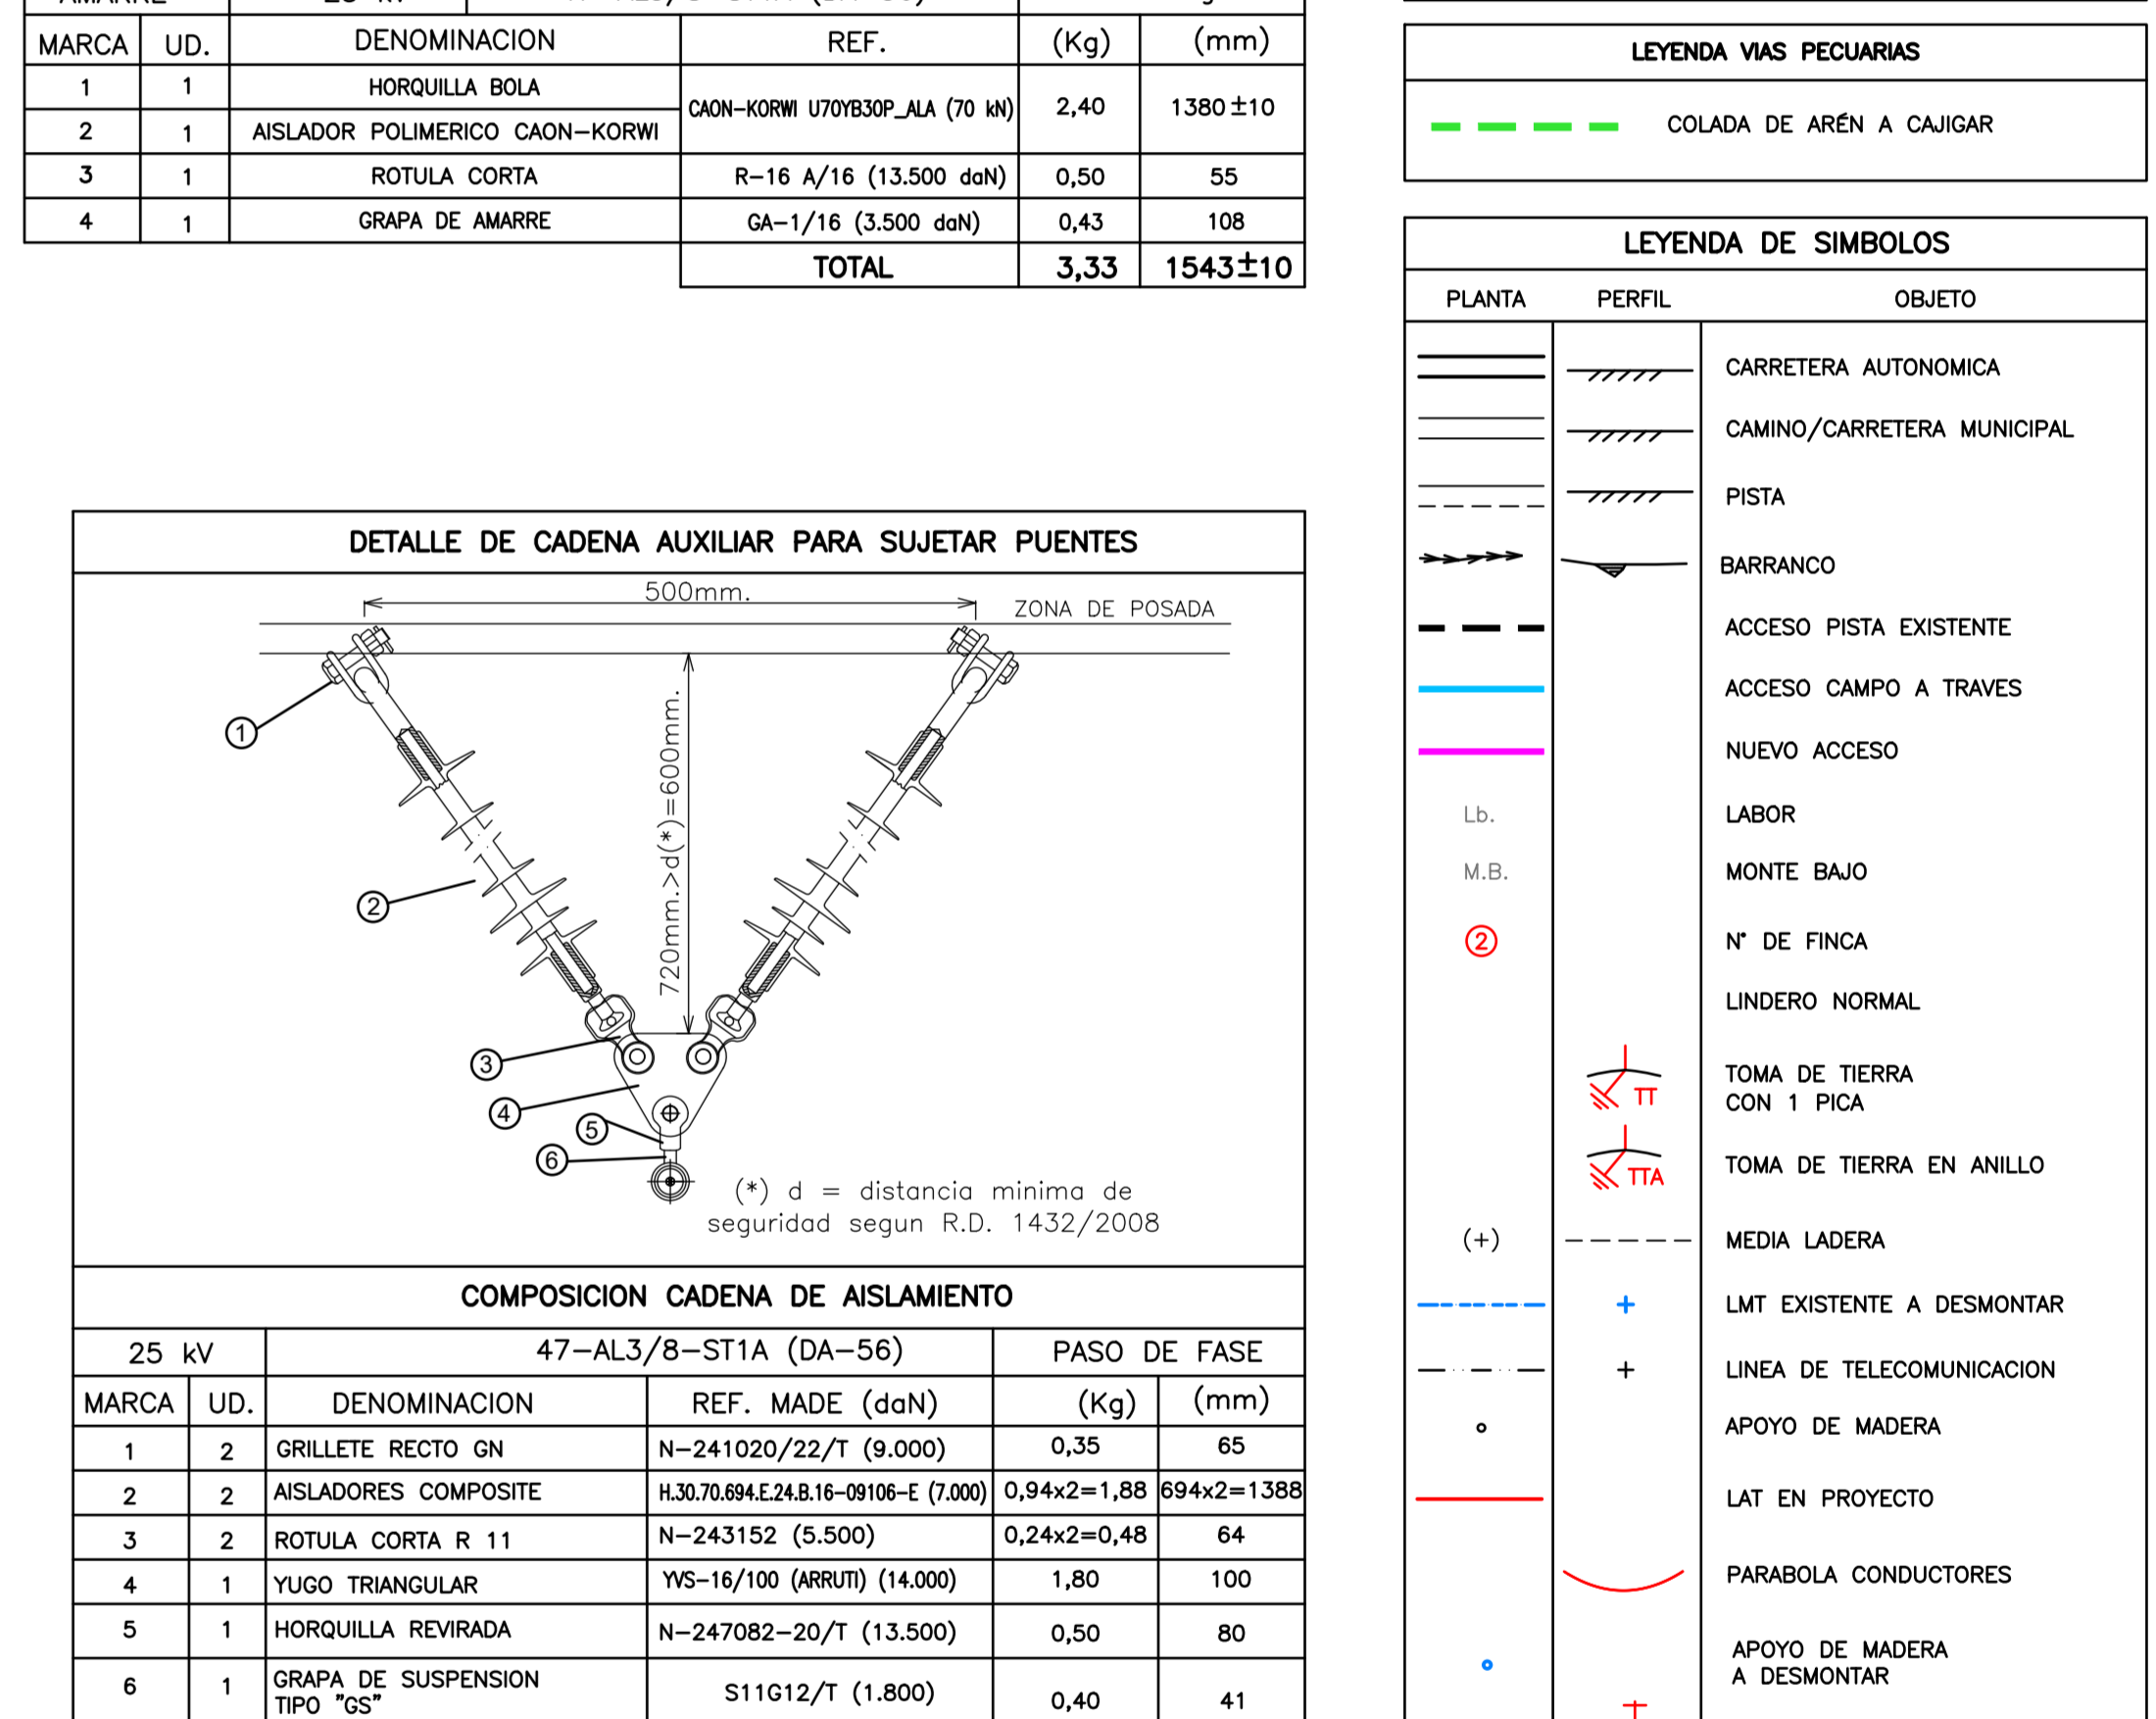 MARCA UD. DENOMINACION REF. (Kg) (mm)
1 1 HORQUILLA BOLA CAON-KORWI U70YB30P_ALA (70 kN) 2,40 1380±10
2 1 AISLADOR POLIMERICO CAON-KORWI
3 1 ROTULA CORTA R-16 A/16 (13.500 daN) 0,50 55
4 1 GRAPA DE AMARRE GA-1/16 (3.500 daN) 0,43 108
TOTAL 3,33 1543±10
DETALLE DE CADENA AUXILIAR PARA SUJETAR PUENTES
500mm.
ZONA DE POSADA
720mm.>d(*)=600mm.
1
2
3
4
5
6
(*) d = distancia minima de
seguridad segun R.D. 1432/2008
COMPOSICION CADENA DE AISLAMIENTO
25 kV 47-AL3/8-ST1A (DA-56) PASO DE FASE
MARCA UD. DENOMINACION REF. MADE (daN) (Kg) (mm)
1 2 GRILLETE RECTO GN N-241020/22/T (9.000) 0,35 65
2 2 AISLADORES COMPOSITE H.30.70.694.E.24.B.16-09106-E (7.000) 0,94x2=1,88 694x2=1388
3 2 ROTULA CORTA R 11 N-243152 (5.500) 0,24x2=0,48 64
4 1 YUGO TRIANGULAR YVS-16/100 (ARRUTI) (14.000) 1,80 100
5 1 HORQUILLA REVIRADA N-247082-20/T (13.500) 0,50 80
6 1 GRAPA DE SUSPENSION
TIPO "GS" S11G12/T (1.800) 0,40 41
LEYENDA VIAS PECUARIAS
COLADA DE ARÉN A CAJIGAR
LEYENDA DE SIMBOLOS
PLANTA PERFIL OBJETO
CARRETERA AUTONOMICA
CAMINO/CARRETERA MUNICIPAL
PISTA
BARRANCO
ACCESO PISTA EXISTENTE
ACCESO CAMPO A TRAVES
NUEVO ACCESO
Lb. LABOR
M.B. MONTE BAJO
2 N° DE FINCA
LINDERO NORMAL
TT TOMA DE TIERRA
CON 1 PICA
TTA TOMA DE TIERRA EN ANILLO
(+) MEDIA LADERA
LMT EXISTENTE A DESMONTAR
LINEA DE TELECOMUNICACION
APOYO DE MADERA
LAT EN PROYECTO
PARABOLA CONDUCTORES
APOYO DE MADERA
A DESMONTAR